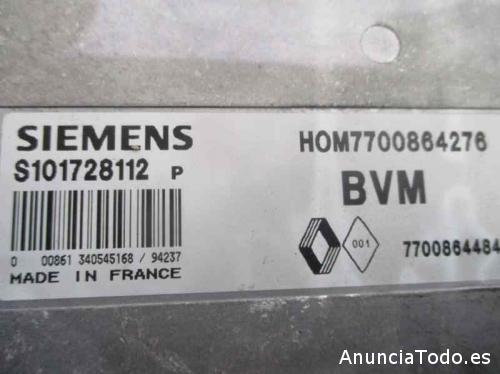 SIEMENS
HOM7700864276
S101728112 P
BVM
001
7700864484
0 00861 340545168 / 94237
MADE IN FRANCE
AnunciaTodo.es